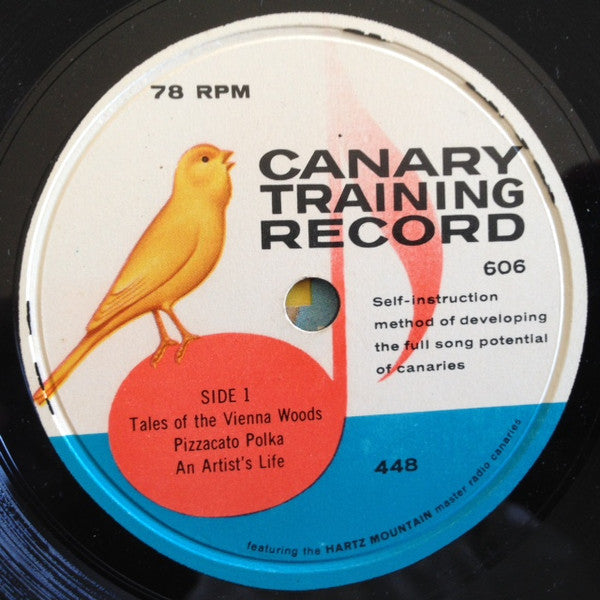 78 RPM
CANARY
TRAINING
RECORD
606
Self-instruction
method of developing
the full song potential
of canaries
SIDE 1
Tales of the Vienna Woods
Pizzacato Polka
An Artist's Life
448
featuring the HARTZ MOUNTAIN master radio canaries